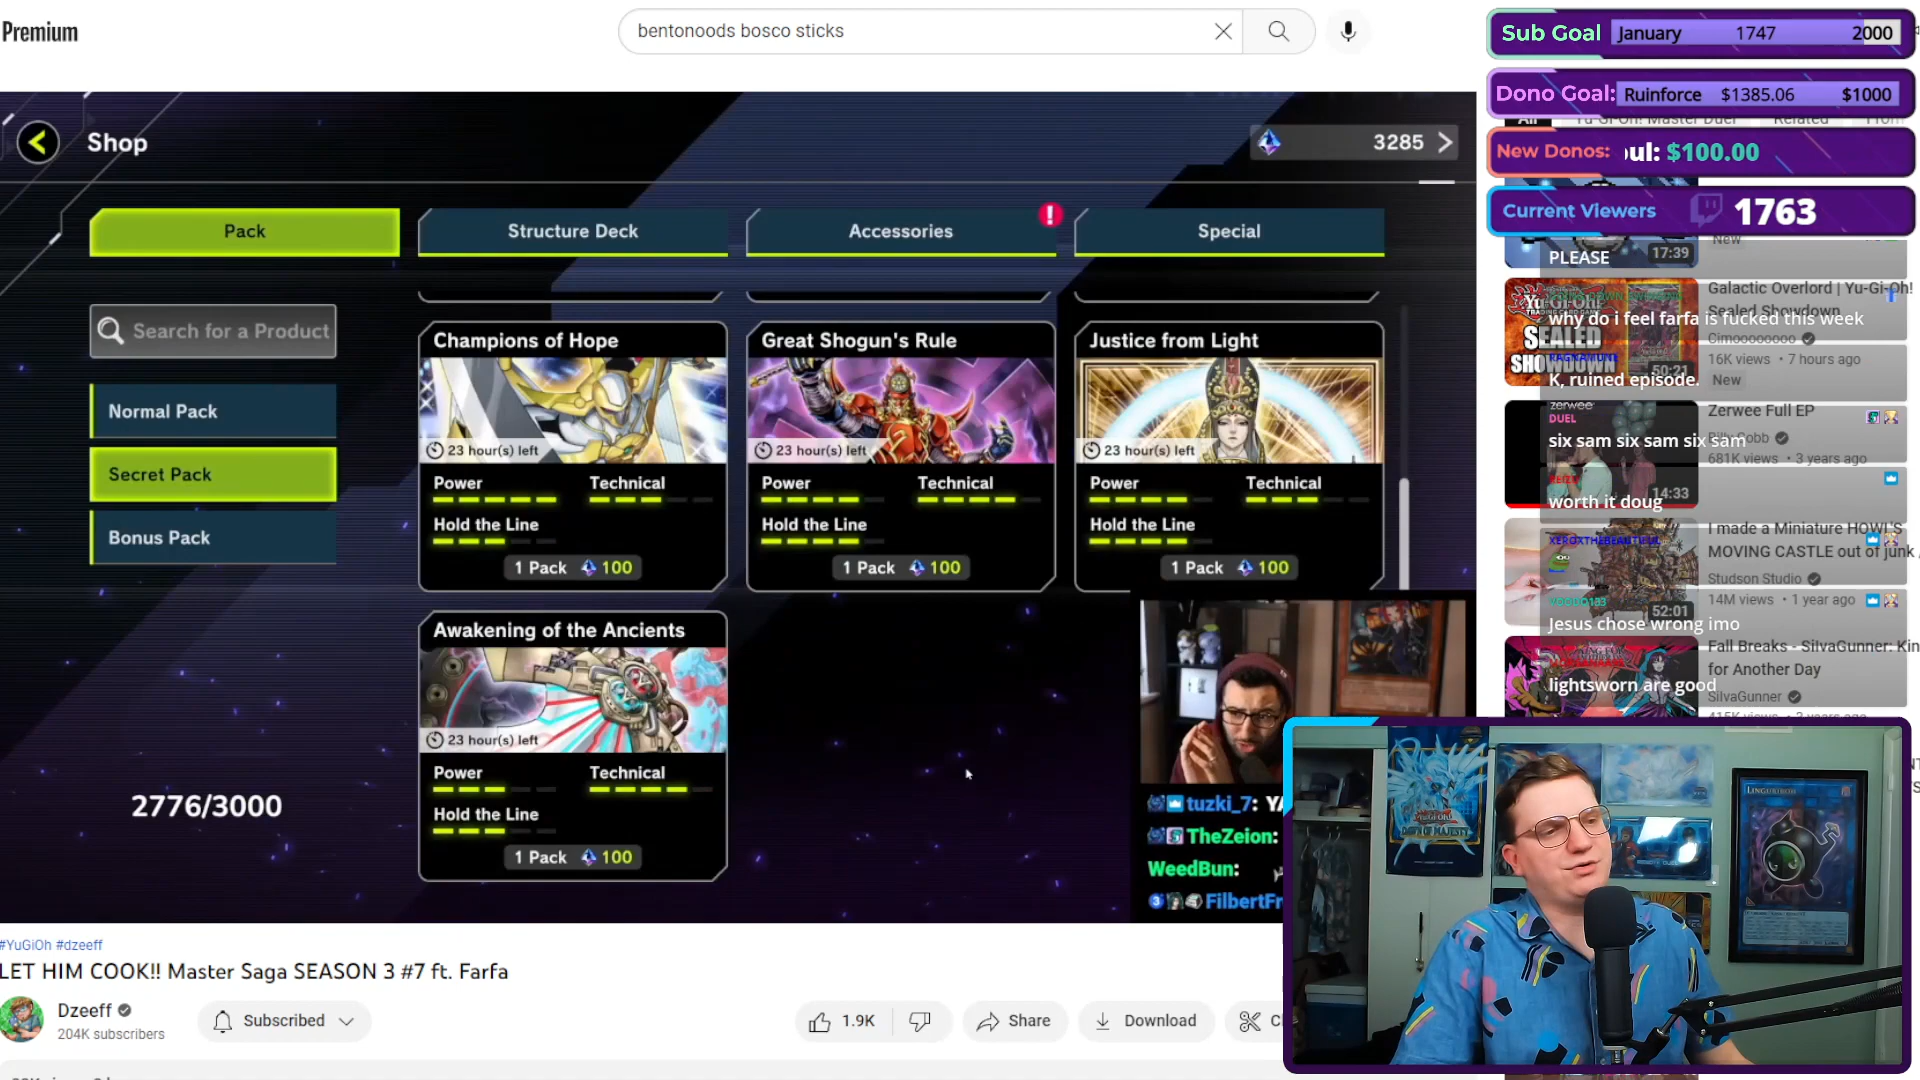 Premium
bentonoods bosco sticks
Sub Goal January 1747 2000
Dono Goal: Ruinforce $1385.06 $1000
New Donos: oul: $100.00
Current Viewers 1763
Shop
3285
Pack
Structure Deck
Accessories
!
Special
Search for a Product
Normal Pack
Secret Pack
Bonus Pack
2776/3000
Champions of Hope
23 hour(s) left
Power
Technical
Hold the Line
1 Pack 100
Great Shogun's Rule
23 hour(s) left
Power
Technical
Hold the Line
1 Pack 100
Justice from Light
23 hour(s) left
Power
Technical
Hold the Line
1 Pack 100
Awakening of the Ancients
23 hour(s) left
Power
Technical
Hold the Line
1 Pack 100
tuzki_7: YA
TheZeion:
WeedBun:
FilbertFr
New
PLEASE
17:39
Galactic Overlord | Yu-Gi-Oh!
Sealed Showdown
why do i feel farfa is fucked this week
Cimoooooooo
16K views • 7 hours ago
New
50:21
K, ruined episode.
Zerwee Full EP
six sam six sam six sam
681K views • 3 years ago
14:33
worth it doug
I made a Miniature HOWL'S
MOVING CASTLE out of junk
XEROXTHEBEAUTIFUL
Studson Studio
14M views • 1 year ago
52:01
Jesus chose wrong imo
Fall Breaks - SilvaGunner: Kin
for Another Day
lightsworn are good
SilvaGunner
#YuGiOh #dzeeff
LET HIM COOK!! Master Saga SEASON 3 #7 ft. Farfa
Dzeeff
204K subscribers
Subscribed
1.9K
Share
Download